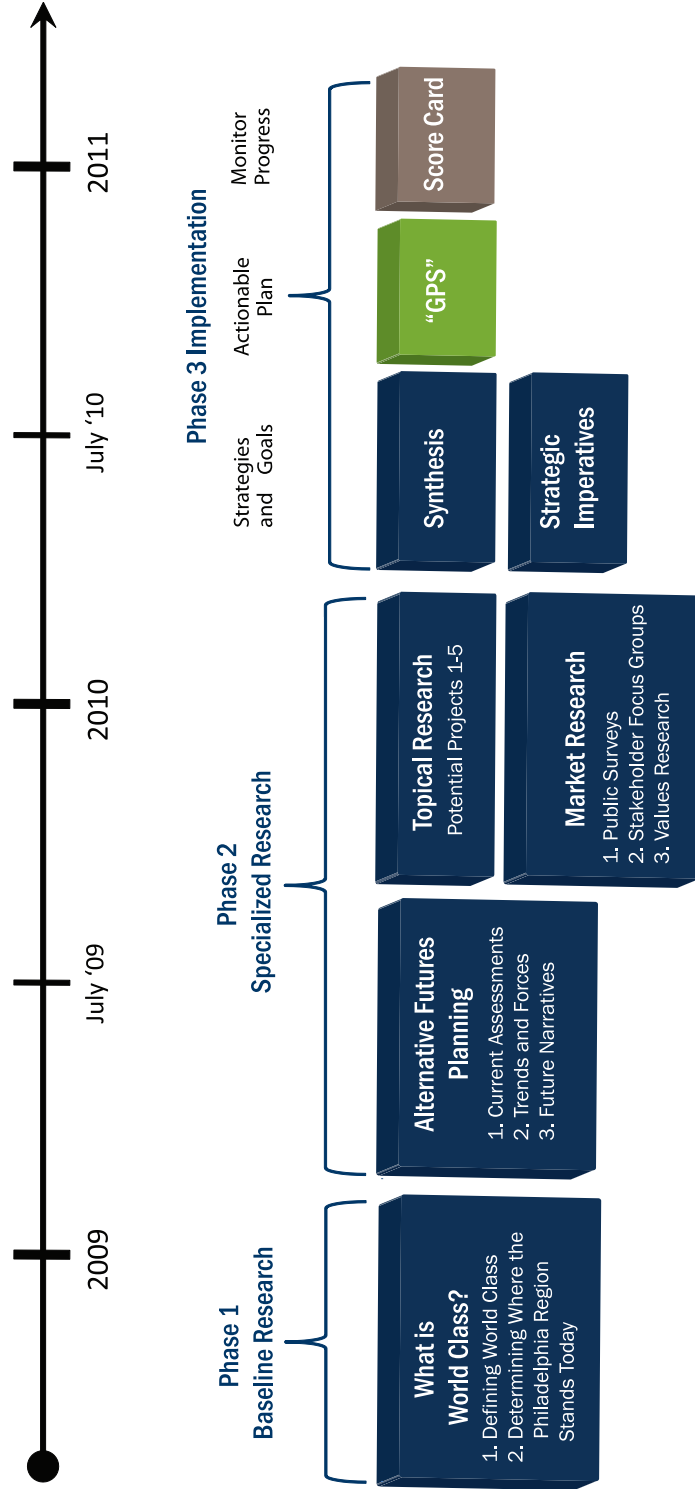 2009
July ‘09
2010
July ‘10
2011
Phase 1
Baseline Research
What is
World Class?
1. Defining World Class
2. Determining Where the
Philadelphia Region
Stands Today
Phase 2
Specialized Research
Alternative Futures
Planning
1. Current Assessments
2. Trends and Forces
3. Future Narratives
Topical Research
Potential Projects 1-5
Market Research
1. Public Surveys
2. Stakeholder Focus Groups
3. Values Research
Phase 3 Implementation
Strategies
and Goals
Actionable
Plan
Monitor
Progress
Synthesis
“GPS”
Score Card
Strategic
Imperatives